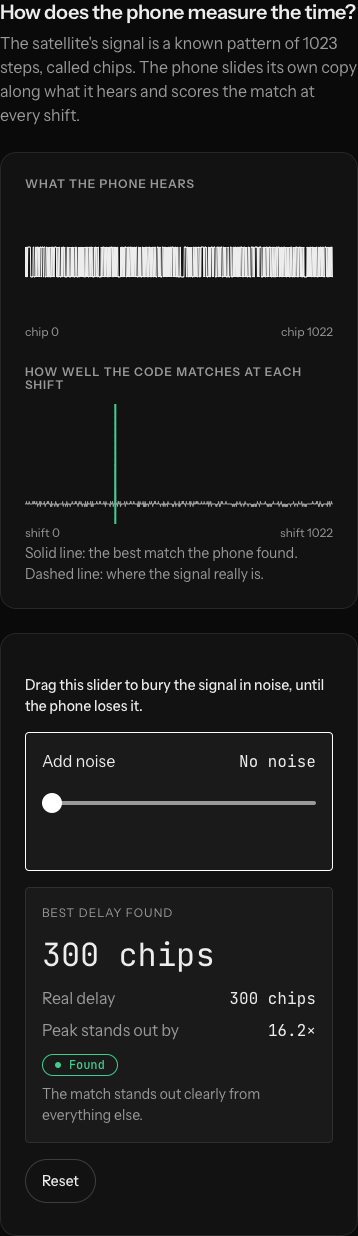 How does the phone measure the time?
The satellite's signal is a known pattern of 1023
steps, called chips. The phone slides its own copy
along what it hears and scores the match at
every shift.
WHAT THE PHONE HEARS
chip 0 chip 1022
HOW WELL THE CODE MATCHES AT EACH
SHIFT
shift 0 shift 1022
Solid line: the best match the phone found.
Dashed line: where the signal really is.
Drag this slider to bury the signal in noise, until
the phone loses it.
Add noise No noise
BEST DELAY FOUND
300 chips
Real delay 300 chips
Peak stands out by 16.2×
Found
The match stands out clearly from
everything else.
Reset